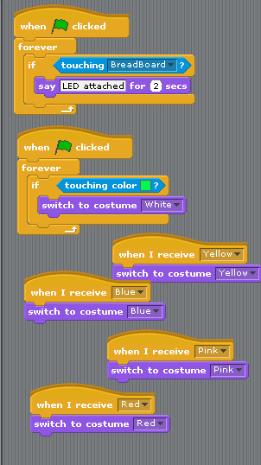 when clicked
forever
if touching BreadBoard ?
say LED attached for 2 secs
when clicked
forever
if touching color ?
switch to costume White
when I receive Yellow
switch to costume Yellow
when I receive Blue
switch to costume Blue
when I receive Pink
switch to costume Pink
when I receive Red
switch to costume Red